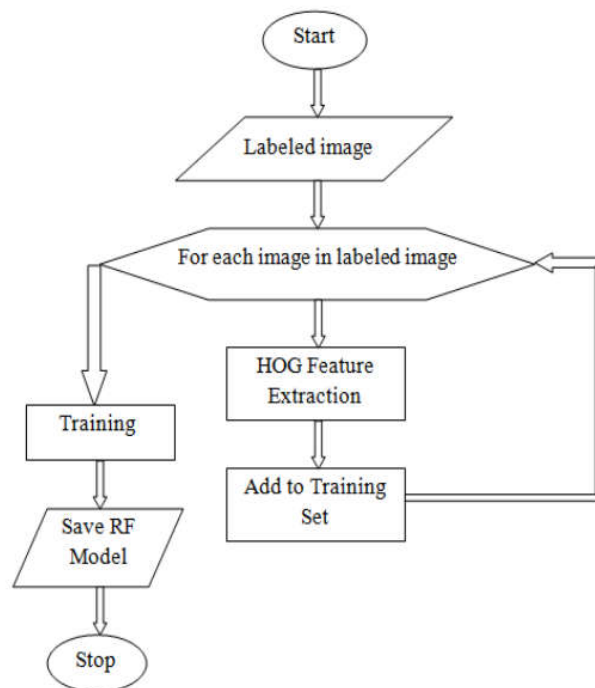 Start
Labeled image
For each image in labeled image
HOG Feature
Extraction
Add to Training
Set
Training
Save RF
Model
Stop